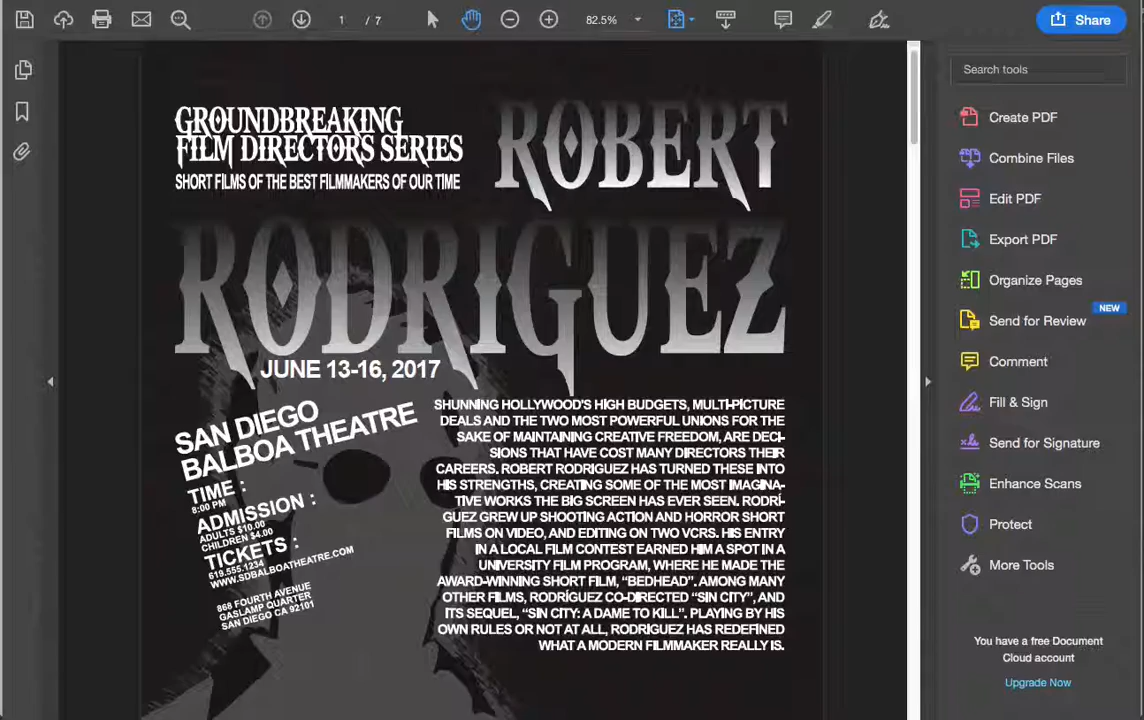 1 / 7
82.5%
Share
GROUNDBREAKING
FILM DIRECTORS SERIES
SHORT FILMS OF THE BEST FILMMAKERS OF OUR TIME
ROBERT
RODRIGUEZ
JUNE 13-16, 2017
SAN DIEGO
BALBOA THEATRE
TIME :
8:00 PM
ADMISSION :
ADULTS $10.00
CHILDREN $4.00
TICKETS :
619.555.1234
WWW.SDBALBOATHEATRE.COM
868 FOURTH AVENUE
GASLAMP QUARTER
SAN DIEGO CA 92101
SHUNNING HOLLYWOOD'S HIGH BUDGETS, MULTI-PICTURE
DEALS AND THE TWO MOST POWERFUL UNIONS FOR THE
SAKE OF MAINTAINING CREATIVE FREEDOM, ARE DECI-
SIONS THAT HAVE COST MANY DIRECTORS THEIR
CAREERS. ROBERT RODRIGUEZ HAS TURNED THESE INTO
HIS STRENGTHS, CREATING SOME OF THE MOST IMAGINA-
TIVE WORKS THE BIG SCREEN HAS EVER SEEN. RODRÍ-
GUEZ GREW UP SHOOTING ACTION AND HORROR SHORT
FILMS ON VIDEO, AND EDITING ON TWO VCRS. HIS ENTRY
IN A LOCAL FILM CONTEST EARNED HIM A SPOT IN A
UNIVERSITY FILM PROGRAM, WHERE HE MADE THE
AWARD-WINNING SHORT FILM, “BEDHEAD”. AMONG MANY
OTHER FILMS, RODRÍGUEZ CO-DIRECTED “SIN CITY”, AND
ITS SEQUEL, “SIN CITY: A DAME TO KILL”. PLAYING BY HIS
OWN RULES OR NOT AT ALL, RODRIGUEZ HAS REDEFINED
WHAT A MODERN FILMMAKER REALLY IS.
Search tools
Create PDF
Combine Files
Edit PDF
Export PDF
Organize Pages
NEW
Send for Review
Comment
Fill & Sign
Send for Signature
Enhance Scans
Protect
More Tools
You have a free Document
Cloud account
Upgrade Now